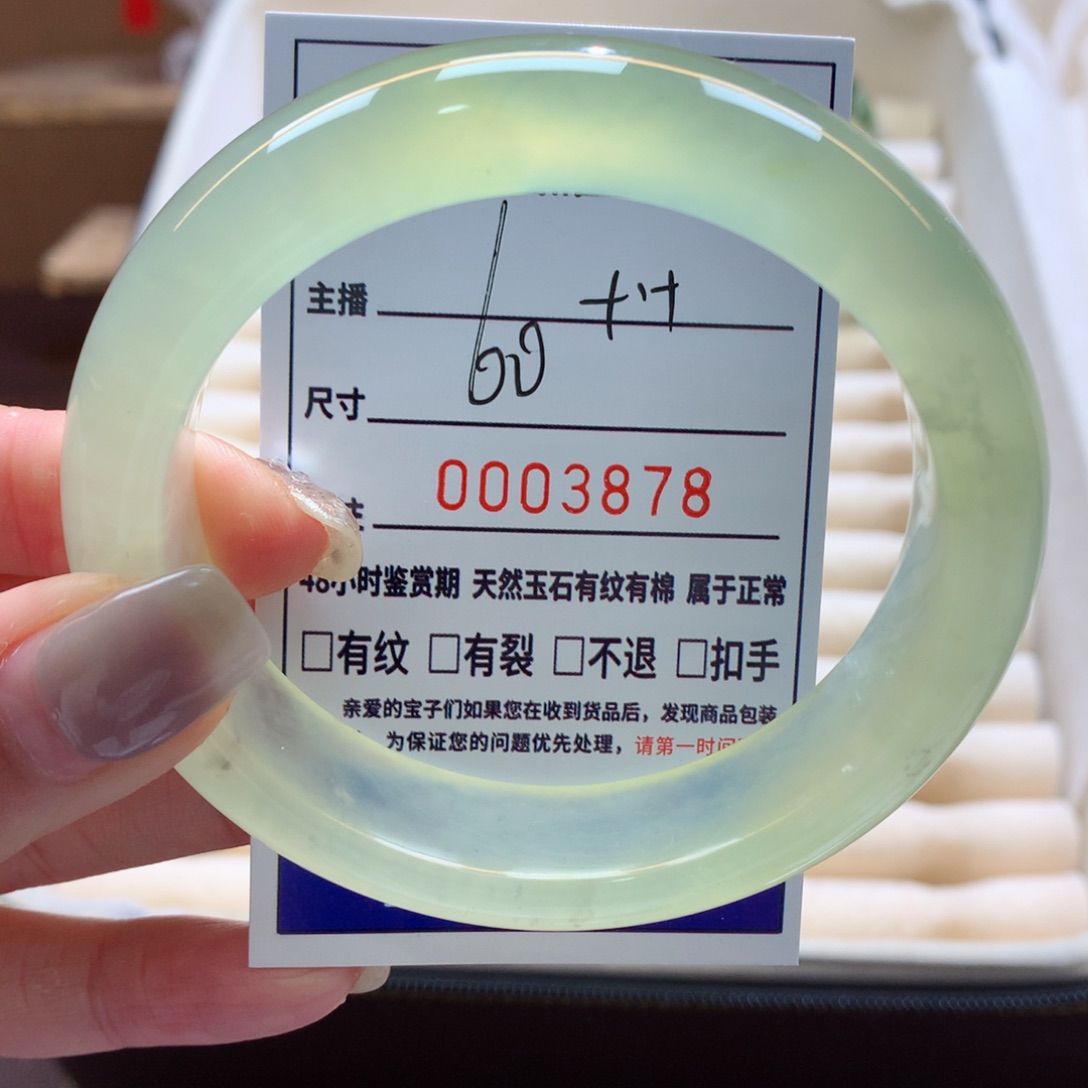 主播
60
尺寸
0003878
48小时鉴赏期 天然玉石有纹有棉 属于正常
□有纹 □有裂 □不退 □扣手
亲爱的宝子们如果您在收到货品后，发现商品包装
为保证您的问题优先处理，请第一时间